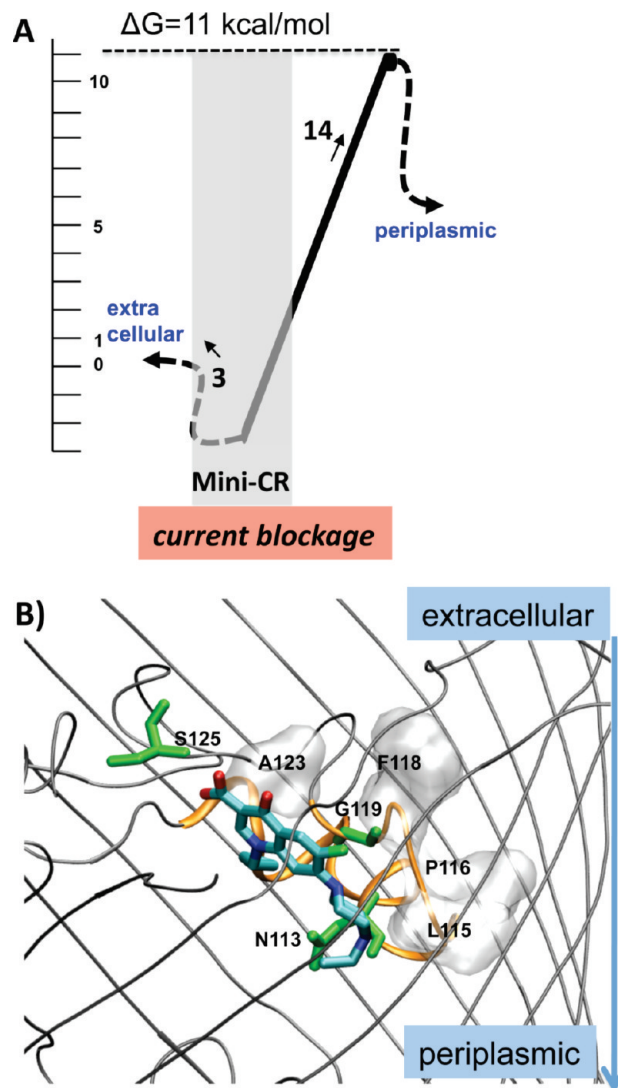 A
ΔG=11 kcal/mol
10
14
5
periplasmic
extra
cellular
1
0
3
Mini-CR
current blockage
B)
extracellular
S125
A123
F118
G119
P116
L115
N113
periplasmic